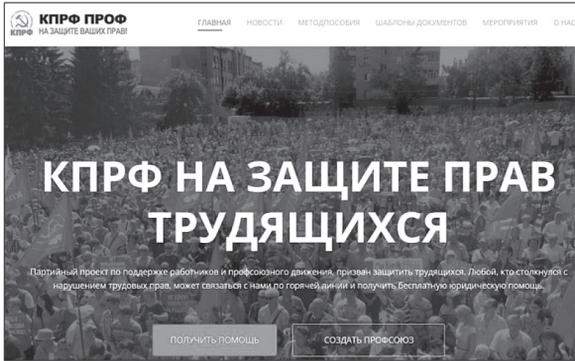 КПРФ ПРОФ
НА ЗАЩИТЕ ВАШИХ ПРАВ!
КПРФ
ГЛАВНАЯ НОВОСТИ МЕТОДПОСОБИЯ ШАБЛОНЫ ДОКУМЕНТОВ МЕРОПРИЯТИЯ О НАС
КПРФ НА ЗАЩИТЕ ПРАВ
ТРУДЯЩИХСЯ
Партийный проект по поддержке работников и профсоюзного движения, призван защитить трудящихся. Любой, кто столкнулся с
нарушением трудовых прав, может связаться с нами по горячей линии и получить бесплатную юридическую помощь.
ПОЛУЧИТЬ ПОМОЩЬ СОЗДАТЬ ПРОФСОЮЗ